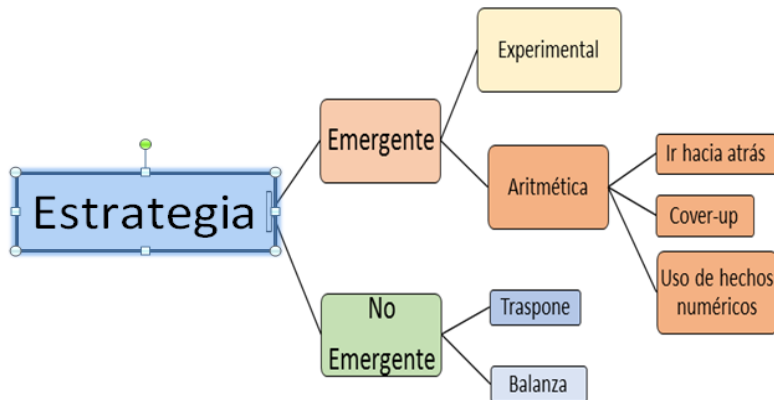 Estrategia
Emergente
Experimental
Aritmética
Ir hacia atrás
Cover-up
Uso de hechos
numéricos
No
Emergente
Traspone
Balanza